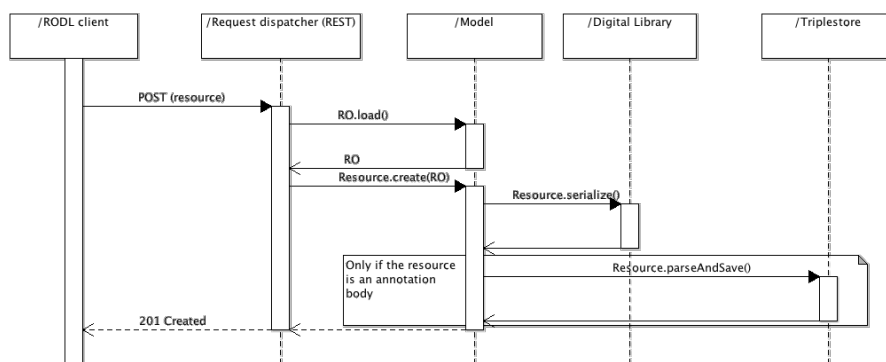 /RODL client
/Request dispatcher (REST)
/Model
/Digital Library
/Triplestore
POST (resource)
RO.load()
RO
Resource.create(RO)
Resource.serialize()
Only if the resource
is an annotation
body
Resource.parseAndSave()
201 Created